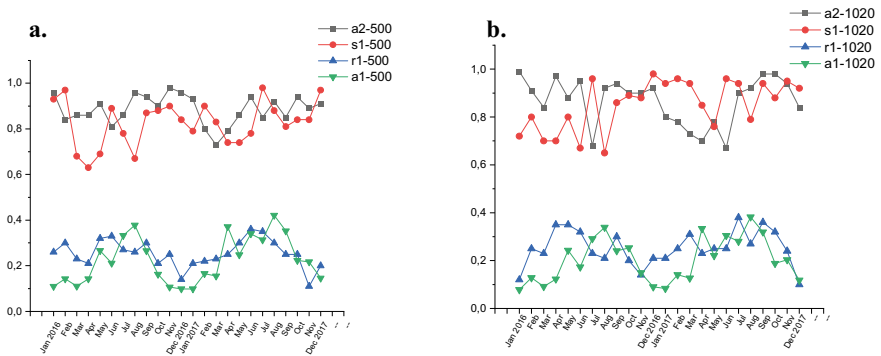 a.
a2-500
s1-500
r1-500
a1-500
1,0
0,8
0,6
0,4
0,2
0,0
Jan 2016
Feb
Mar
Apr
May
Jun
Jul
Aug
Sep
Oct
Nov
Dec 2016
Jan 2017
Feb
Mar
Apr
May
Jun
Jul
Aug
Sep
Oct
Nov
Dec 2017
--
--
b.
a2-1020
s1-1020
r1-1020
a1-1020
1,0
0,8
0,6
0,4
0,2
0,0
Jan 2016
Feb
Mar
Apr
May
Jun
Jul
Aug
Sep
Oct
Nov
Dec 2016
Jan 2017
Feb
Mar
Apr
May
Jun
Jul
Aug
Sep
Oct
Nov
Dec 2017
--
--